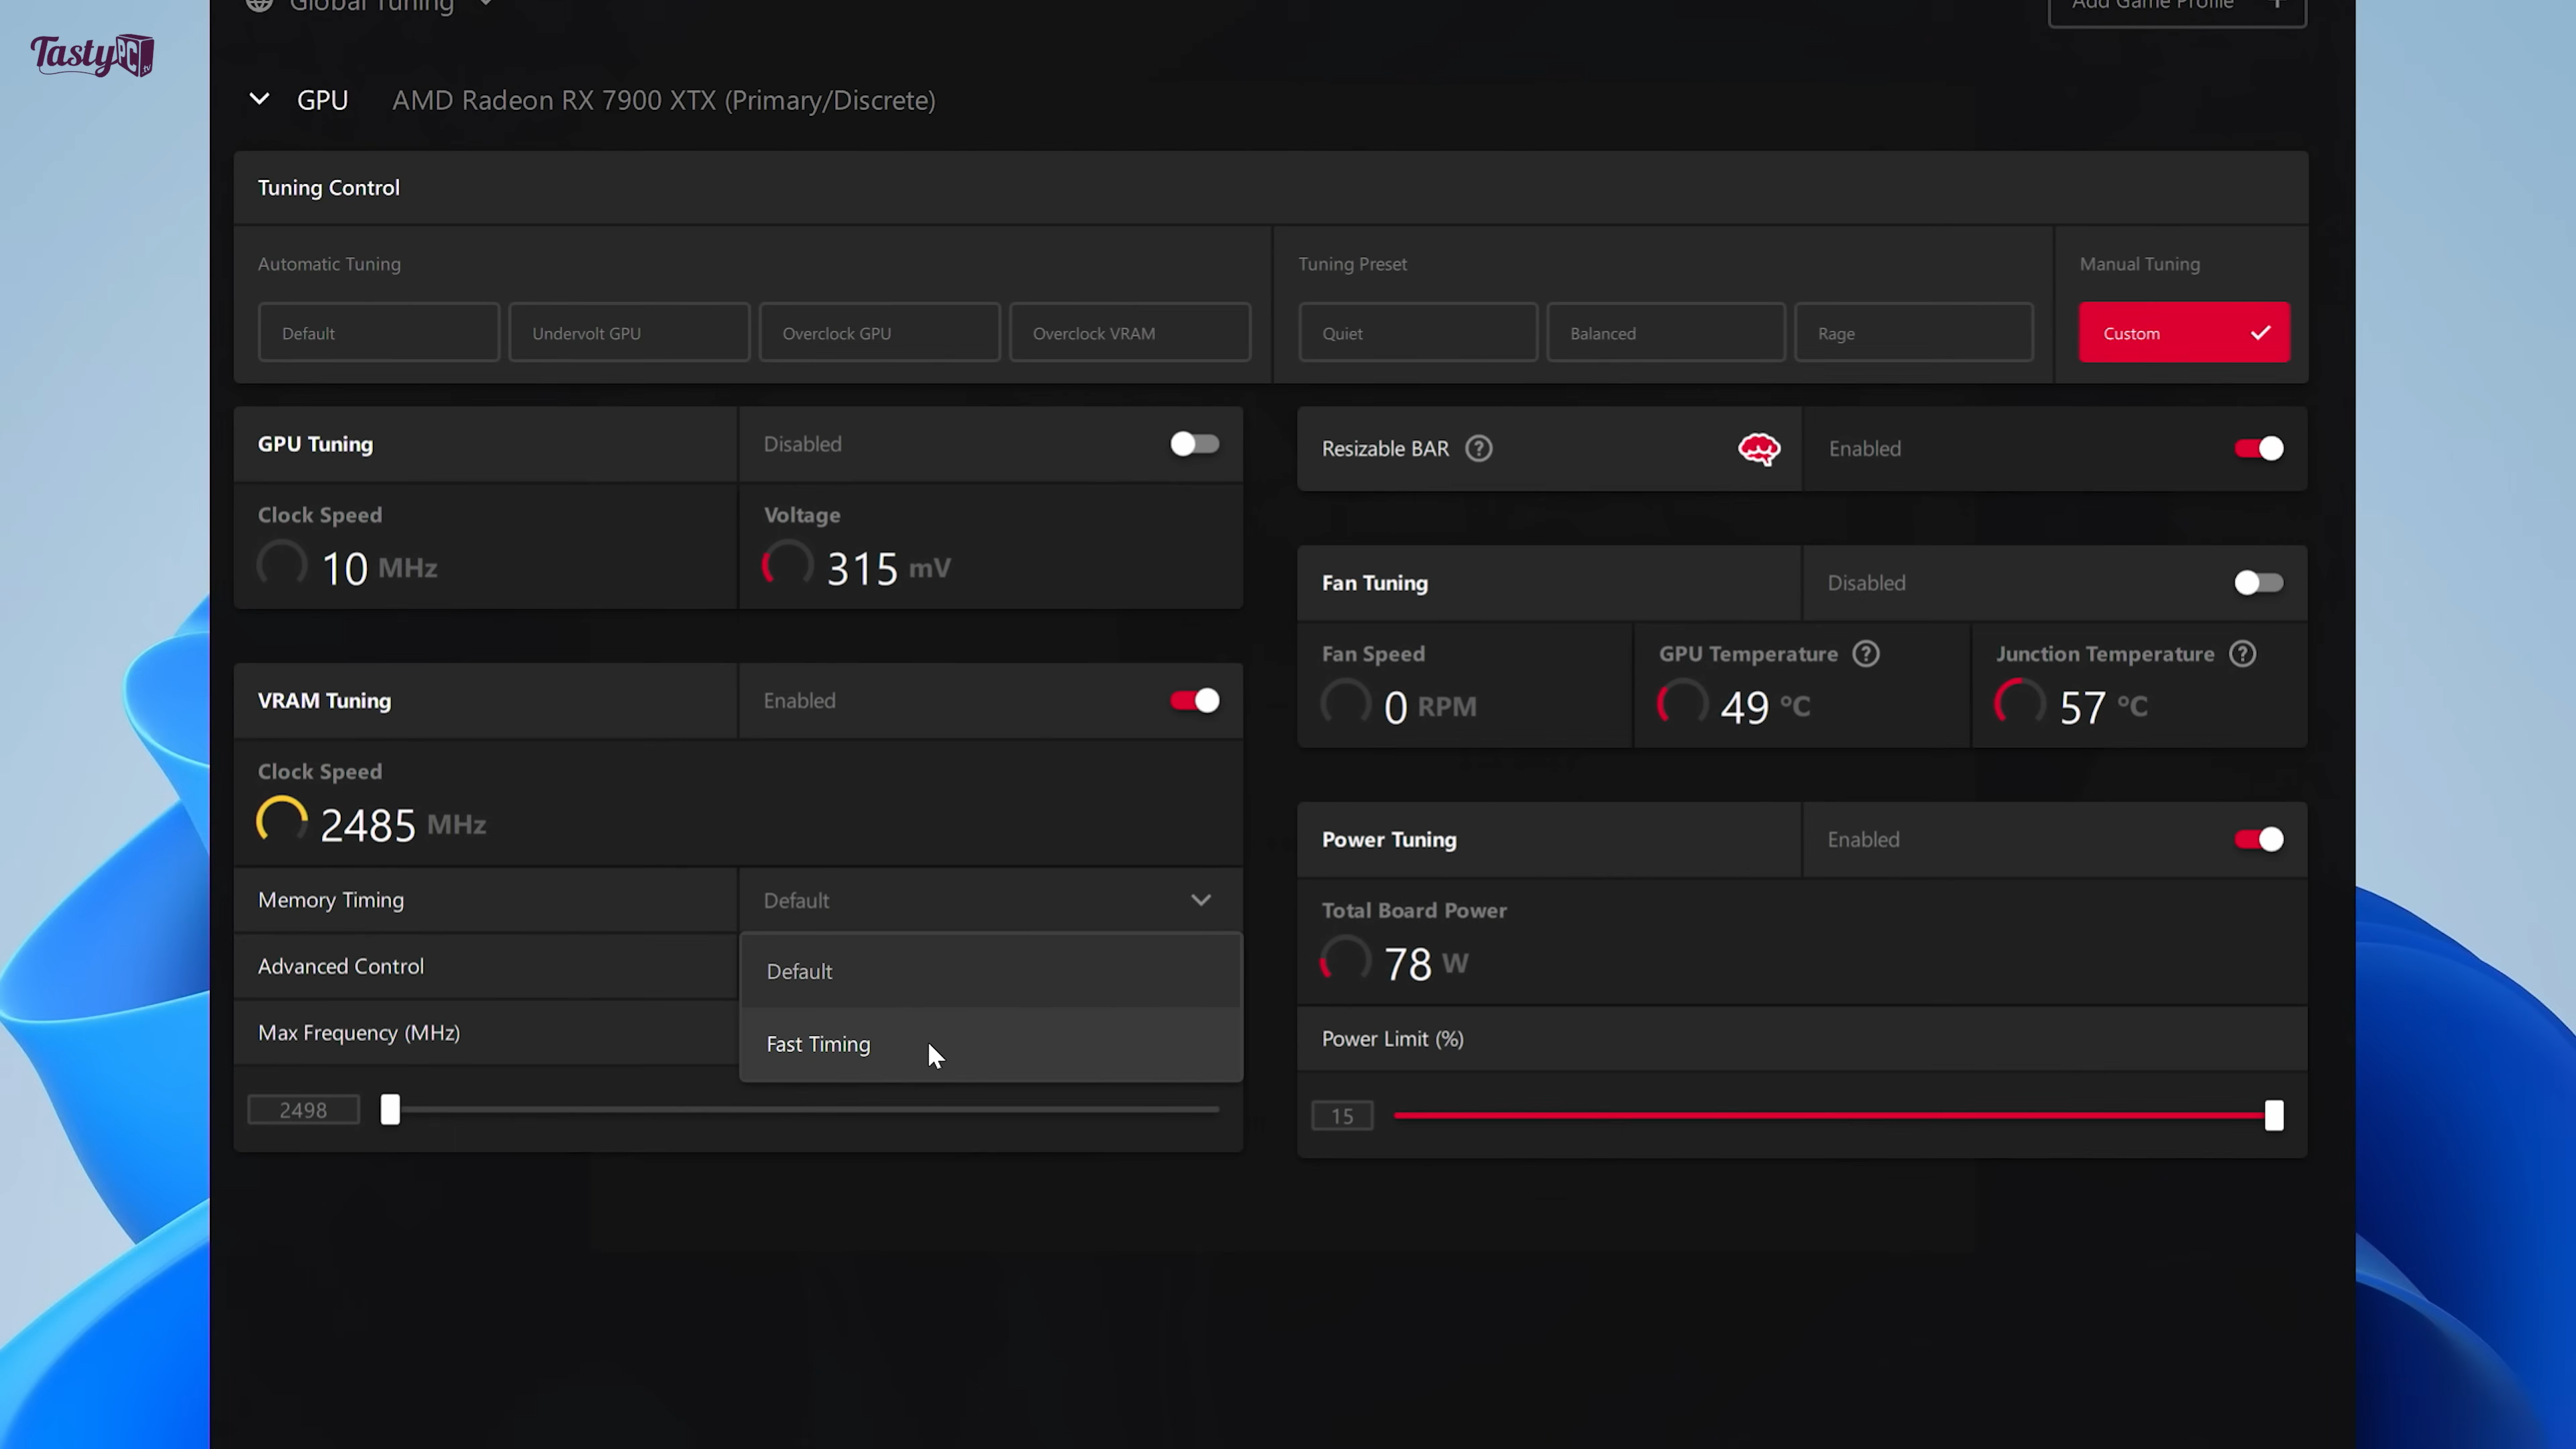 Global Tuning
Add Game Profile
Tasty PC .tv
GPU AMD Radeon RX 7900 XTX (Primary/Discrete)
Tuning Control
Automatic Tuning
Default
Undervolt GPU
Overclock GPU
Overclock VRAM
Tuning Preset
Quiet
Balanced
Rage
Manual Tuning
Custom
GPU Tuning
Disabled
Clock Speed
10 MHz
Voltage
315 mV
VRAM Tuning
Enabled
Clock Speed
2485 MHz
Memory Timing
Default
Default
Fast Timing
Advanced Control
Max Frequency (MHz)
2498
Resizable BAR ?
Enabled
Fan Tuning
Disabled
Fan Speed
0 RPM
GPU Temperature ?
49 °C
Junction Temperature ?
57 °C
Power Tuning
Enabled
Total Board Power
78 W
Power Limit (%)
15